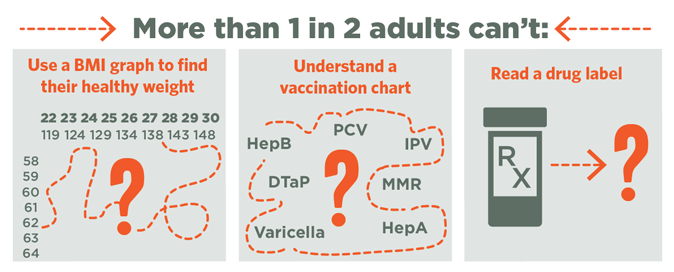 More than 1 in 2 adults can't:
Use a BMI graph to find
their healthy weight
22 23 24 25 26 27 28 29 30
119 124 129 134 138 143 148
58
59
60
61
62
63
64
?
Understand a
vaccination chart
HepB
PCV
IPV
DTaP
?
MMR
Varicella
HepA
Read a drug label
RX
?